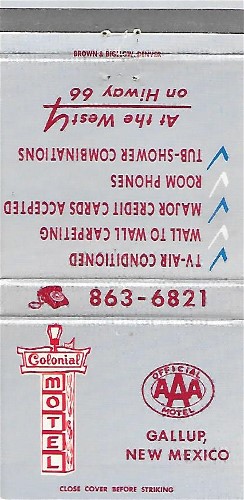 BROWN & BIGELOW, DENVER
TV-AIR CONDITIONED
WALL TO WALL CARPETING
MAJOR CREDIT CARDS ACCEPTED
ROOM PHONES
TUB-SHOWER COMBINATIONS
At the West Y
on Hiway 66
863-6821
Colonial
MOTEL
OFFICIAL
AAA
MOTEL
GALLUP,
NEW MEXICO
CLOSE COVER BEFORE STRIKING